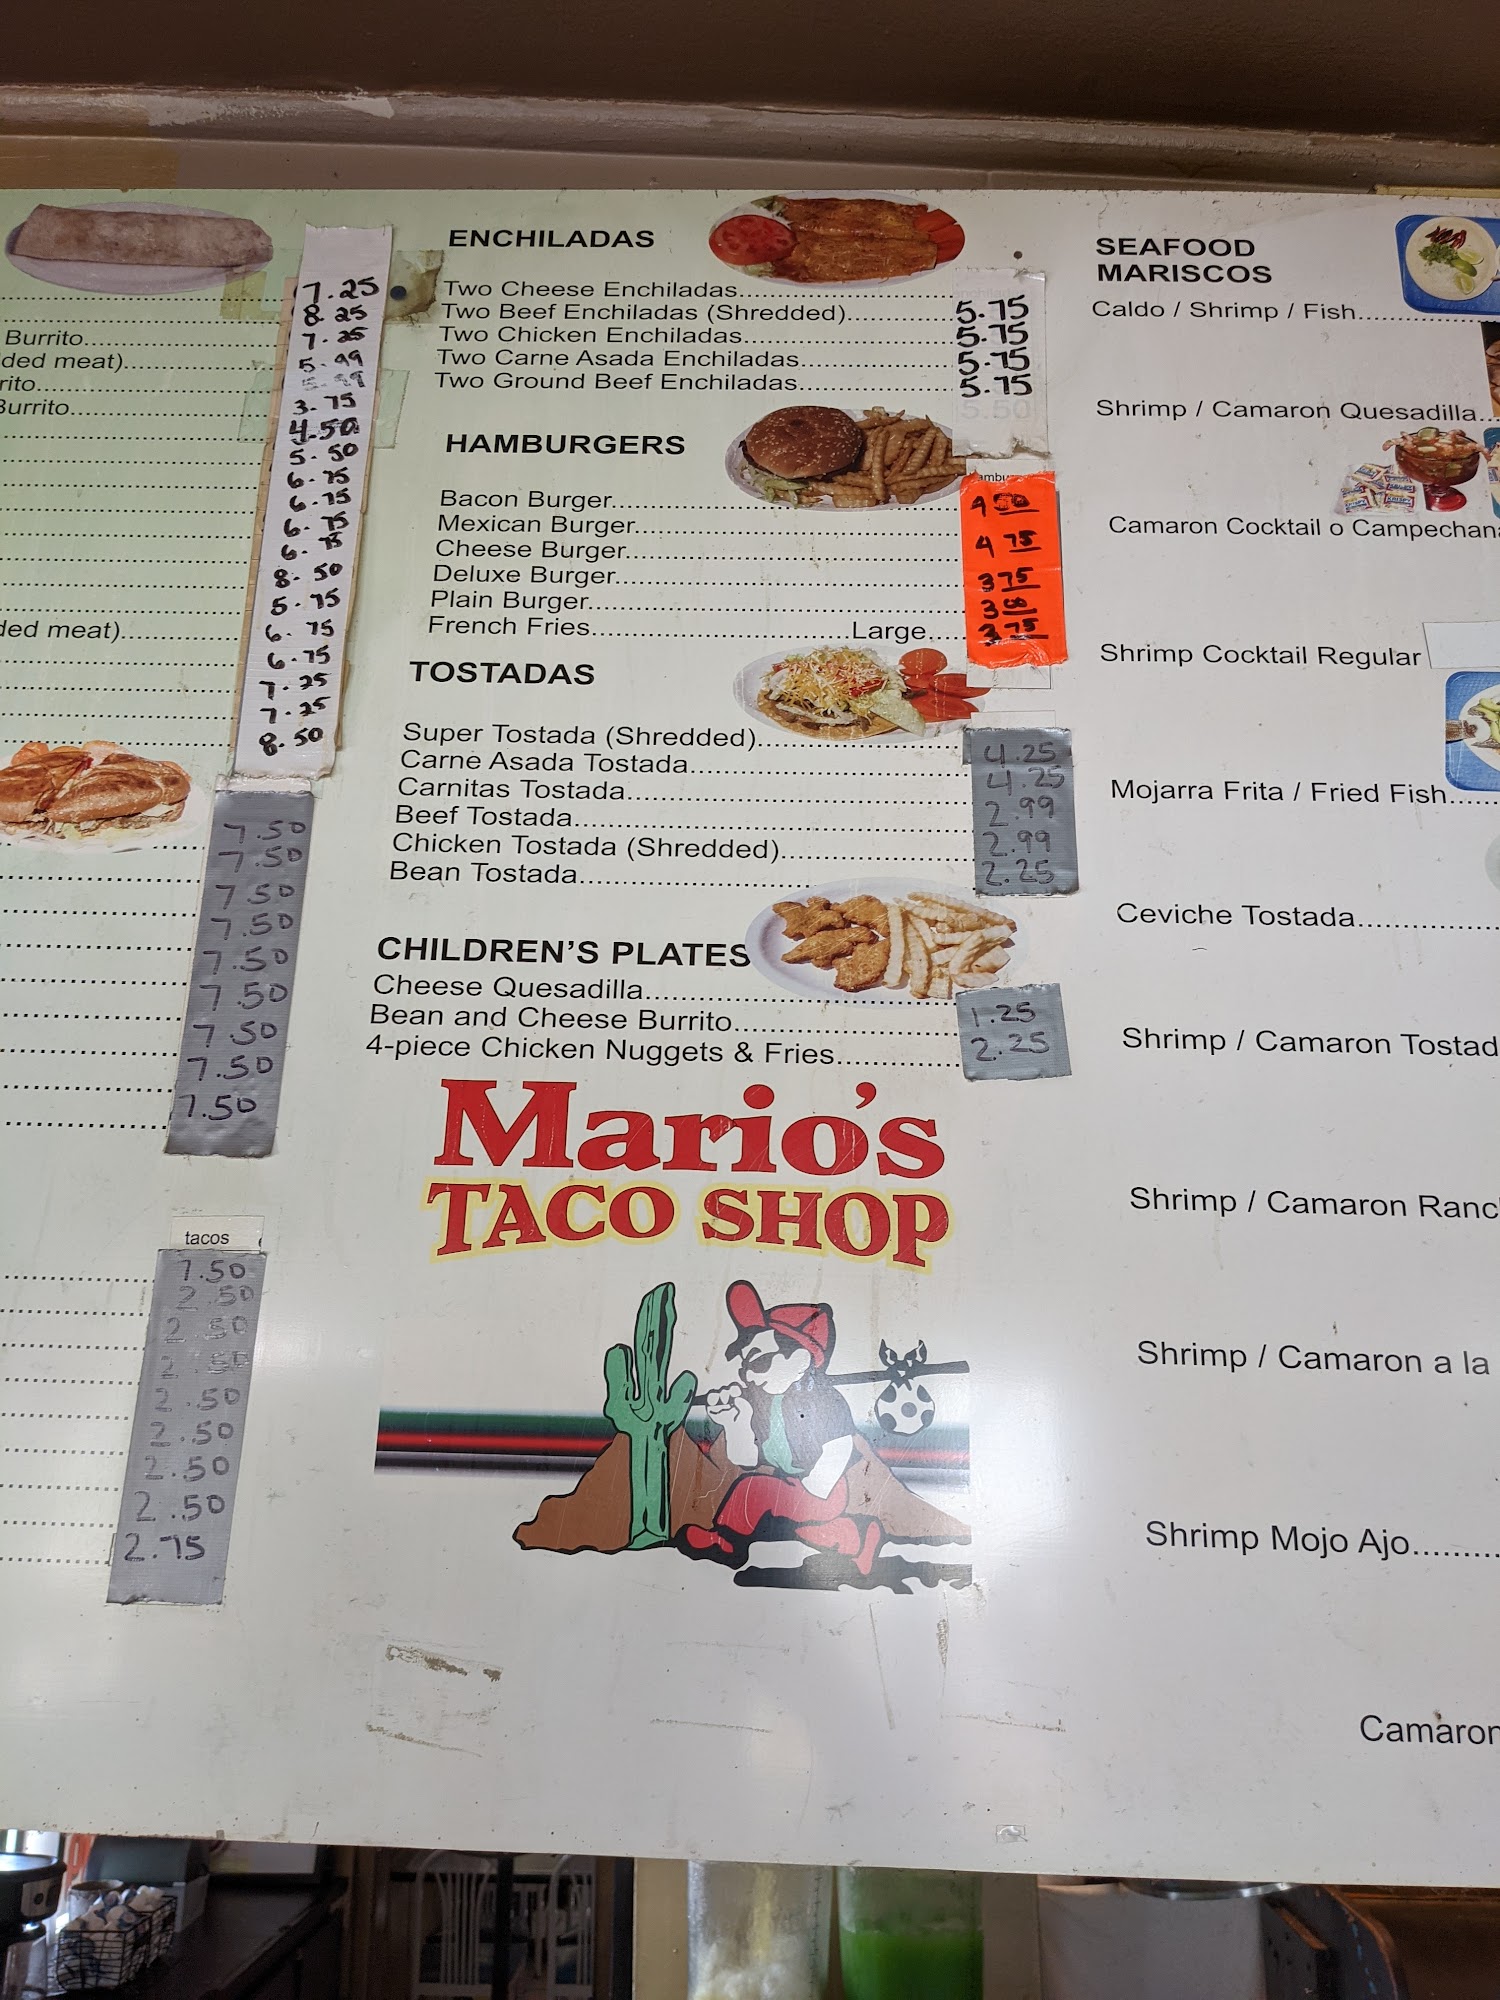 7.25
8.25
Burrito.......... 7.25
ded meat).......... 5.99
rito..........
Burrito.......... 3.75
4.50
5.50
6.75
6.75
6.75
6.75
8.50
5.75
ded meat).......... 6.75
6.75
7.25
7.25
8.50
7.50
7.50
7.50
7.50
7.50
7.50
7.50
7.50
7.50
tacos
1.50
2.50
2.50
2.50
2.50
2.50
2.50
2.50
2.75
ENCHILADAS
Two Cheese Enchiladas..........
Two Beef Enchiladas (Shredded).......... 5.75
Two Chicken Enchiladas.......... 5.75
Two Carne Asada Enchiladas.......... 5.75
Two Ground Beef Enchiladas.......... 5.75
5.50
HAMBURGERS
Bacon Burger.......... 4 50
Mexican Burger..........
Cheese Burger.......... 4 75
Deluxe Burger.......... 3 75
Plain Burger.......... 3 00
French Fries..........Large..... 3 75
TOSTADAS
Super Tostada (Shredded).......... 4.25
Carne Asada Tostada.......... 4.25
Carnitas Tostada.......... 2.99
Beef Tostada.......... 2.99
Chicken Tostada (Shredded).......... 2.25
Bean Tostada..........
CHILDREN'S PLATES
Cheese Quesadilla.......... 1.25
Bean and Cheese Burrito.......... 2.25
4-piece Chicken Nuggets & Fries..........
Mario's
TACO SHOP
SEAFOOD
MARISCOS
Caldo / Shrimp / Fish..........
Shrimp / Camaron Quesadilla...
Camaron Cocktail o Campechana
Shrimp Cocktail Regular
Mojarra Frita / Fried Fish......
Ceviche Tostada..........
Shrimp / Camaron Tostad
Shrimp / Camaron Ranc
Shrimp / Camaron a la
Shrimp Mojo Ajo.........
Camaron